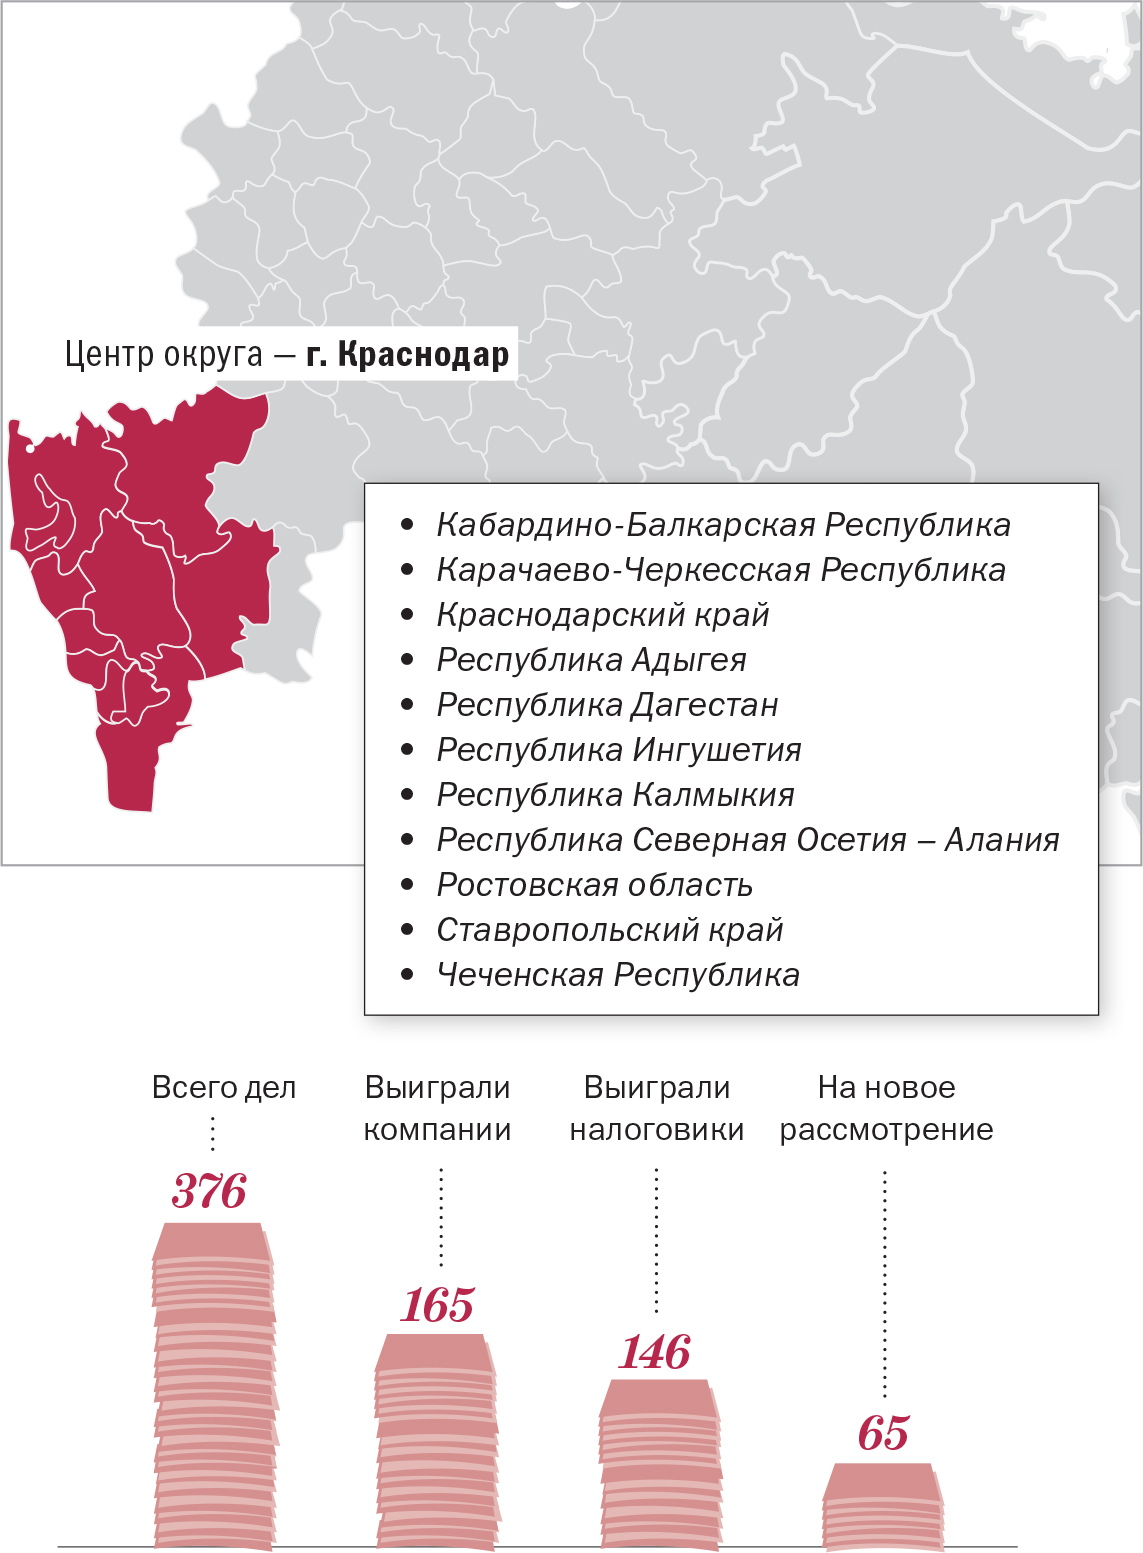 Центр округа — г. Краснодар
• Кабардино-Балкарская Республика
• Карачаево-Черкесская Республика
• Краснодарский край
• Республика Адыгея
• Республика Дагестан
• Республика Ингушетия
• Республика Калмыкия
• Республика Северная Осетия – Алания
• Ростовская область
• Ставропольский край
• Чеченская Республика
Всего дел
376
Выиграли
компании
165
Выиграли
налоговики
146
На новое
рассмотрение
65